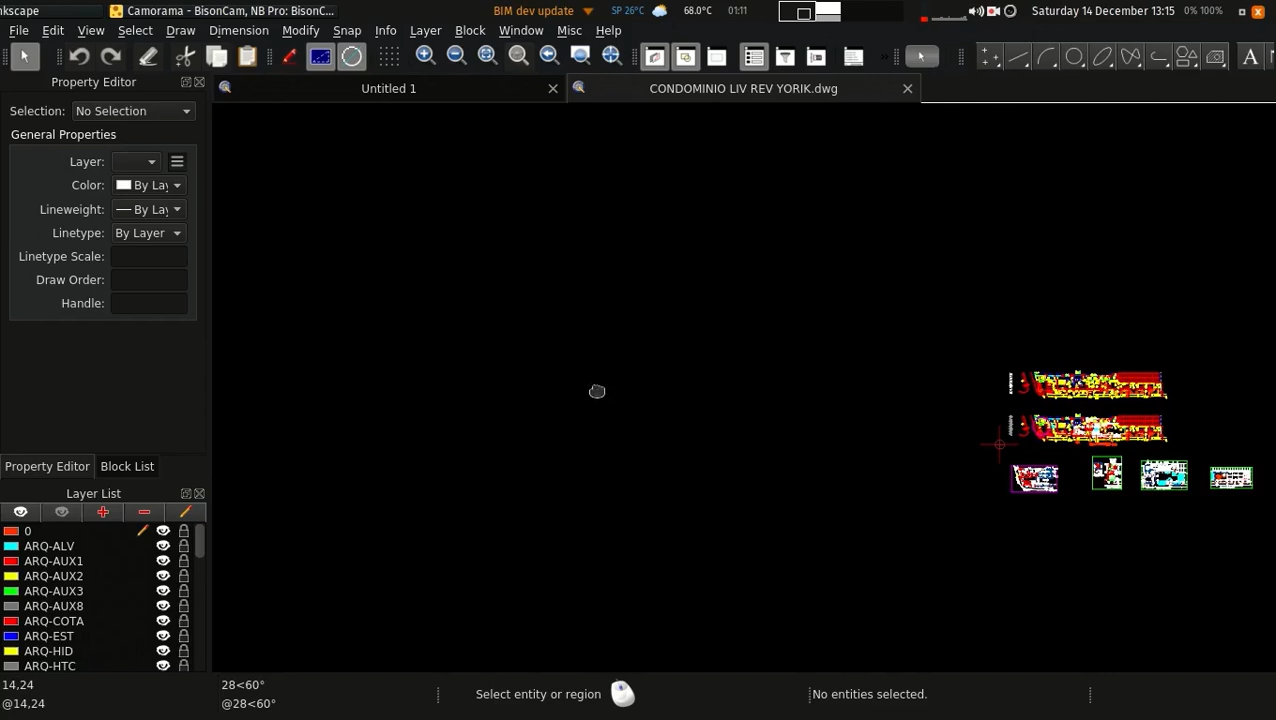 nkscape
Camorama - BisonCam, NB Pro: BisonC...
BIM dev update
SP 26°C
68.0°C
01:11
Saturday 14 December 13:15
0% 100%
File Edit View Select Draw Dimension Modify Snap Info Layer Block Window Misc Help
A
Property Editor
Untitled 1
CONDOMINIO LIV REV YORIK.dwg
Selection: No Selection
General Properties
Layer:
Color: By Lay
Lineweight: By Lay
Linetype: By Layer
Linetype Scale:
Draw Order:
Handle:
Property Editor Block List
Layer List
0
ARQ-ALV
ARQ-AUX1
ARQ-AUX2
ARQ-AUX3
ARQ-AUX8
ARQ-COTA
ARQ-EST
ARQ-HID
ARQ-HTC
14,24
@14,24
28<60°
@28<60°
Select entity or region
No entities selected.